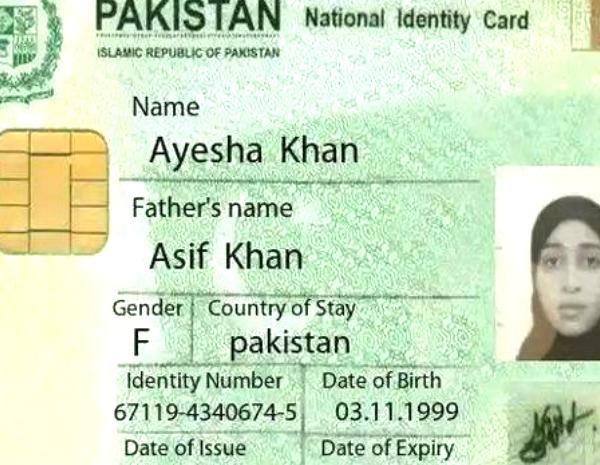 PAKISTAN National Identity Card
ISLAMIC REPUBLIC OF PAKISTAN
Name
Ayesha Khan
Father's name
Asif Khan
Gender Country of Stay
F pakistan
Identity Number Date of Birth
67119-4340674-5 03.11.1999
Date of Issue Date of Expiry